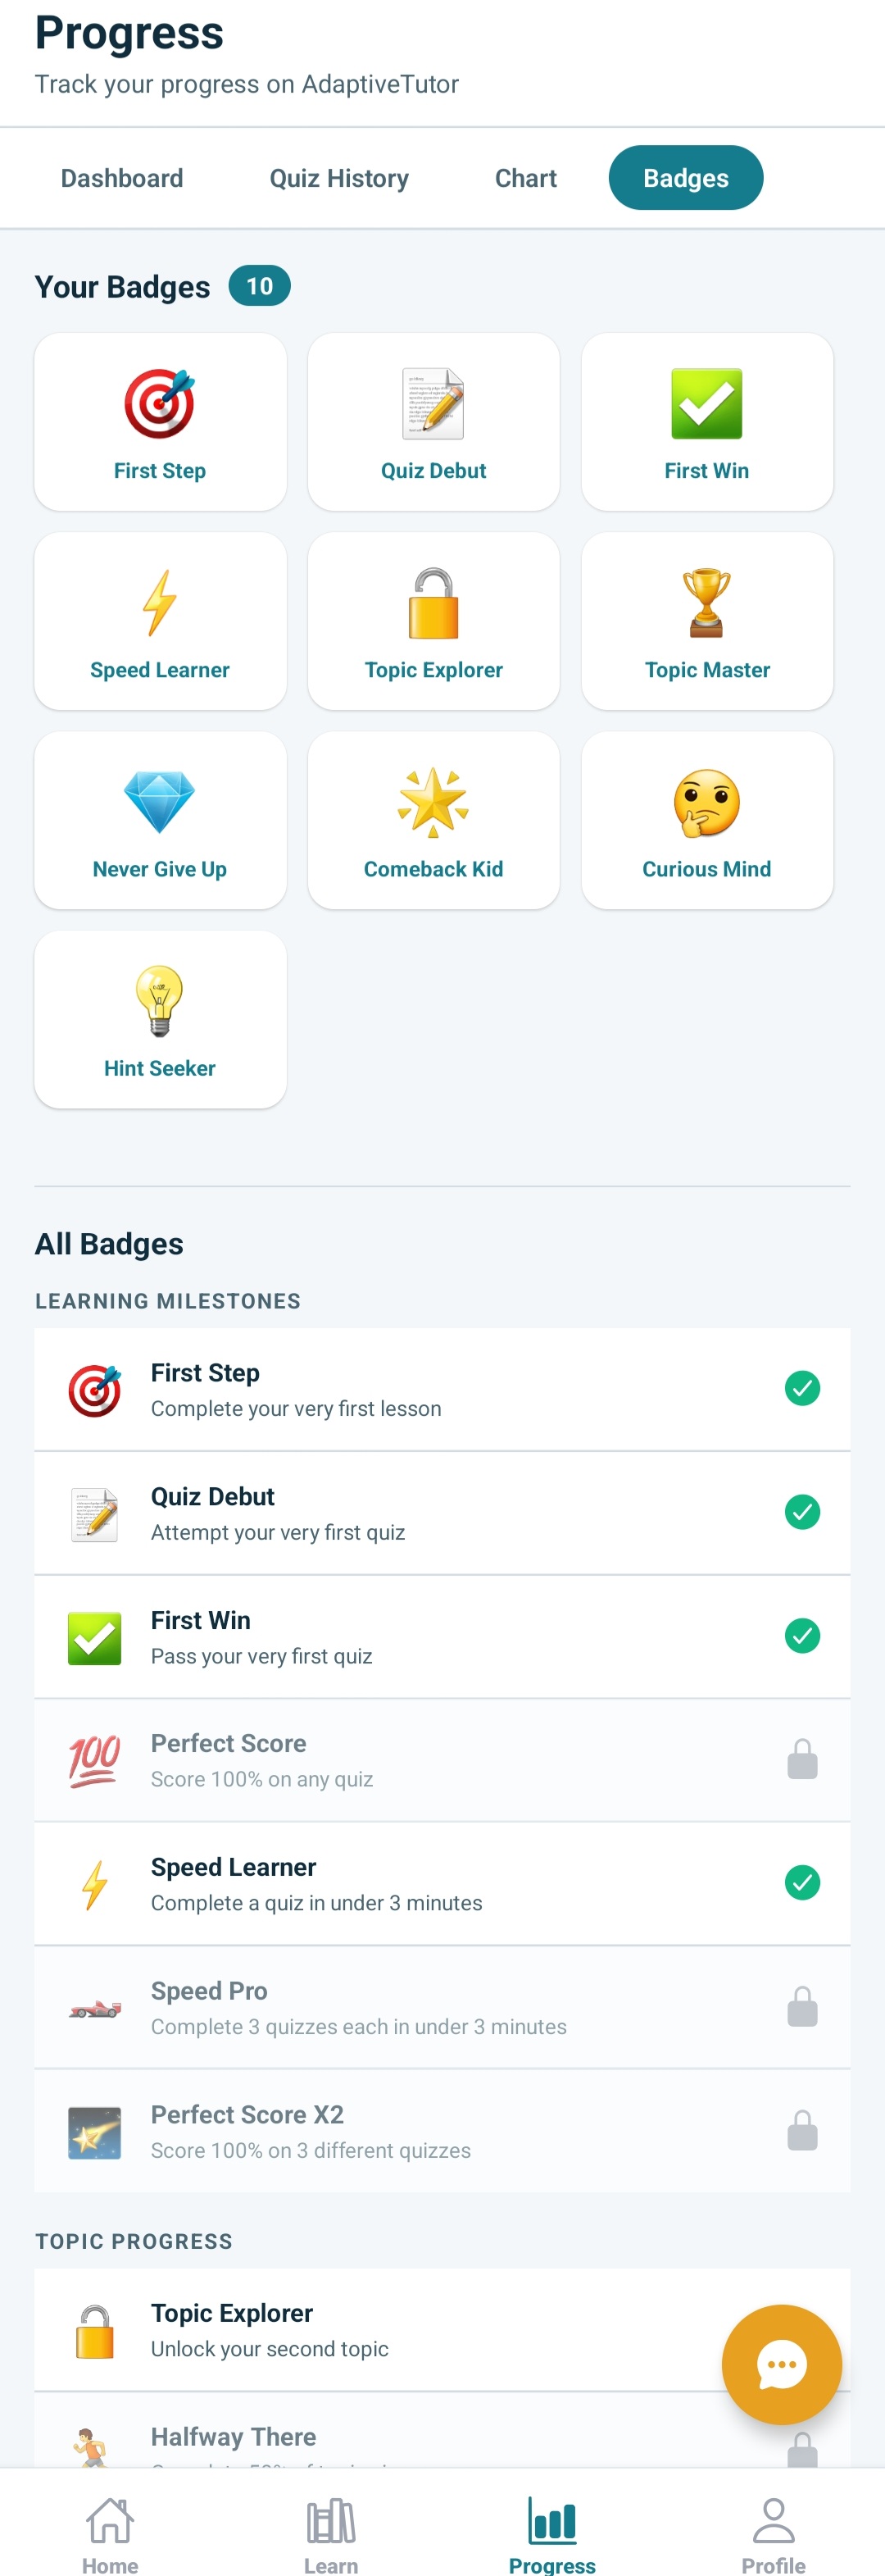 Progress
Track your progress on AdaptiveTutor
Dashboard
Quiz History
Chart
Badges
Your Badges
10
First Step
Quiz Debut
First Win
Speed Learner
Topic Explorer
Topic Master
Never Give Up
Comeback Kid
Curious Mind
Hint Seeker
All Badges
LEARNING MILESTONES
First Step
Complete your very first lesson
Quiz Debut
Attempt your very first quiz
First Win
Pass your very first quiz
100
Perfect Score
Score 100% on any quiz
Speed Learner
Complete a quiz in under 3 minutes
Speed Pro
Complete 3 quizzes each in under 3 minutes
Perfect Score X2
Score 100% on 3 different quizzes
TOPIC PROGRESS
Topic Explorer
Unlock your second topic
Halfway There
Home
Learn
Progress
Profile